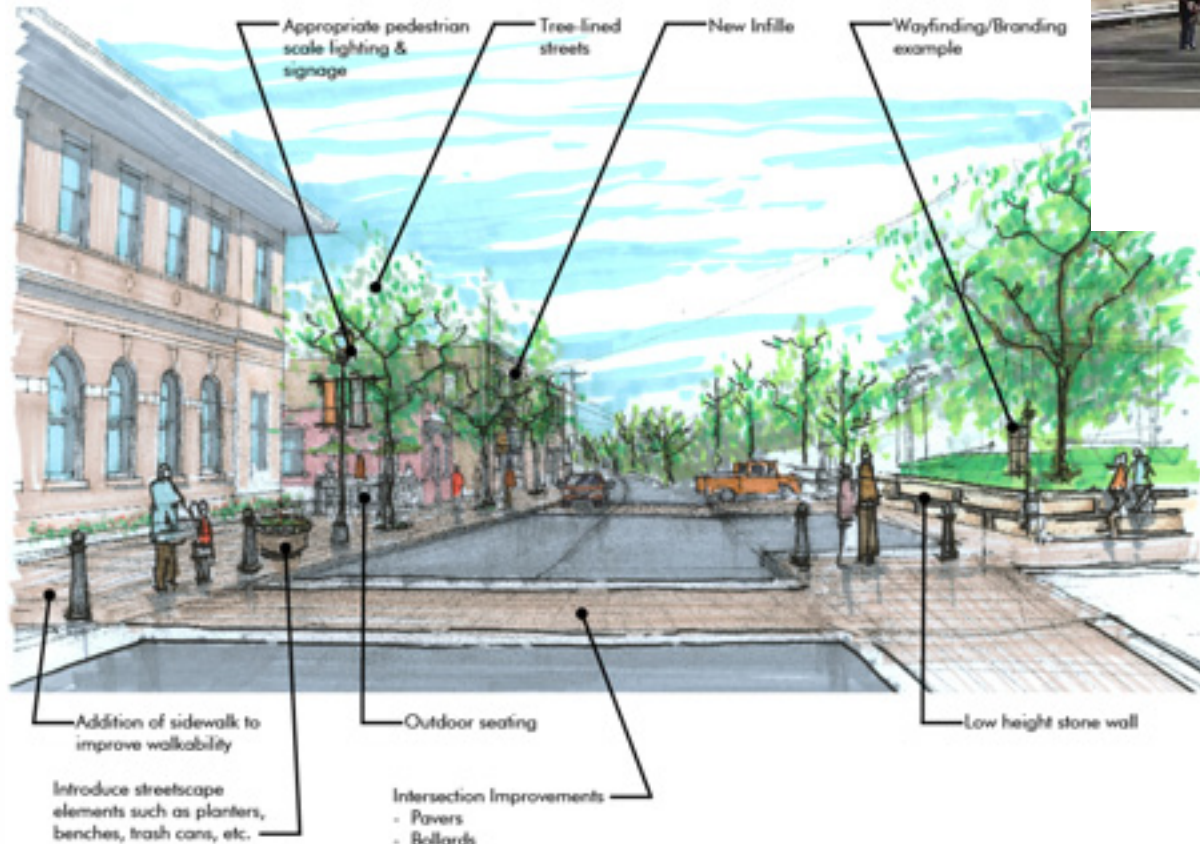 Appropriate pedestrian
scale lighting &
signage
Tree-lined
streets
New Infille
Wayfinding/Branding
example
Addition of sidewalk to
improve walkability
Outdoor seating
Low height stone wall
Introduce streetscape
elements such as planters,
benches, trash cans, etc.
Intersection Improvements
- Pavers
- Bollards